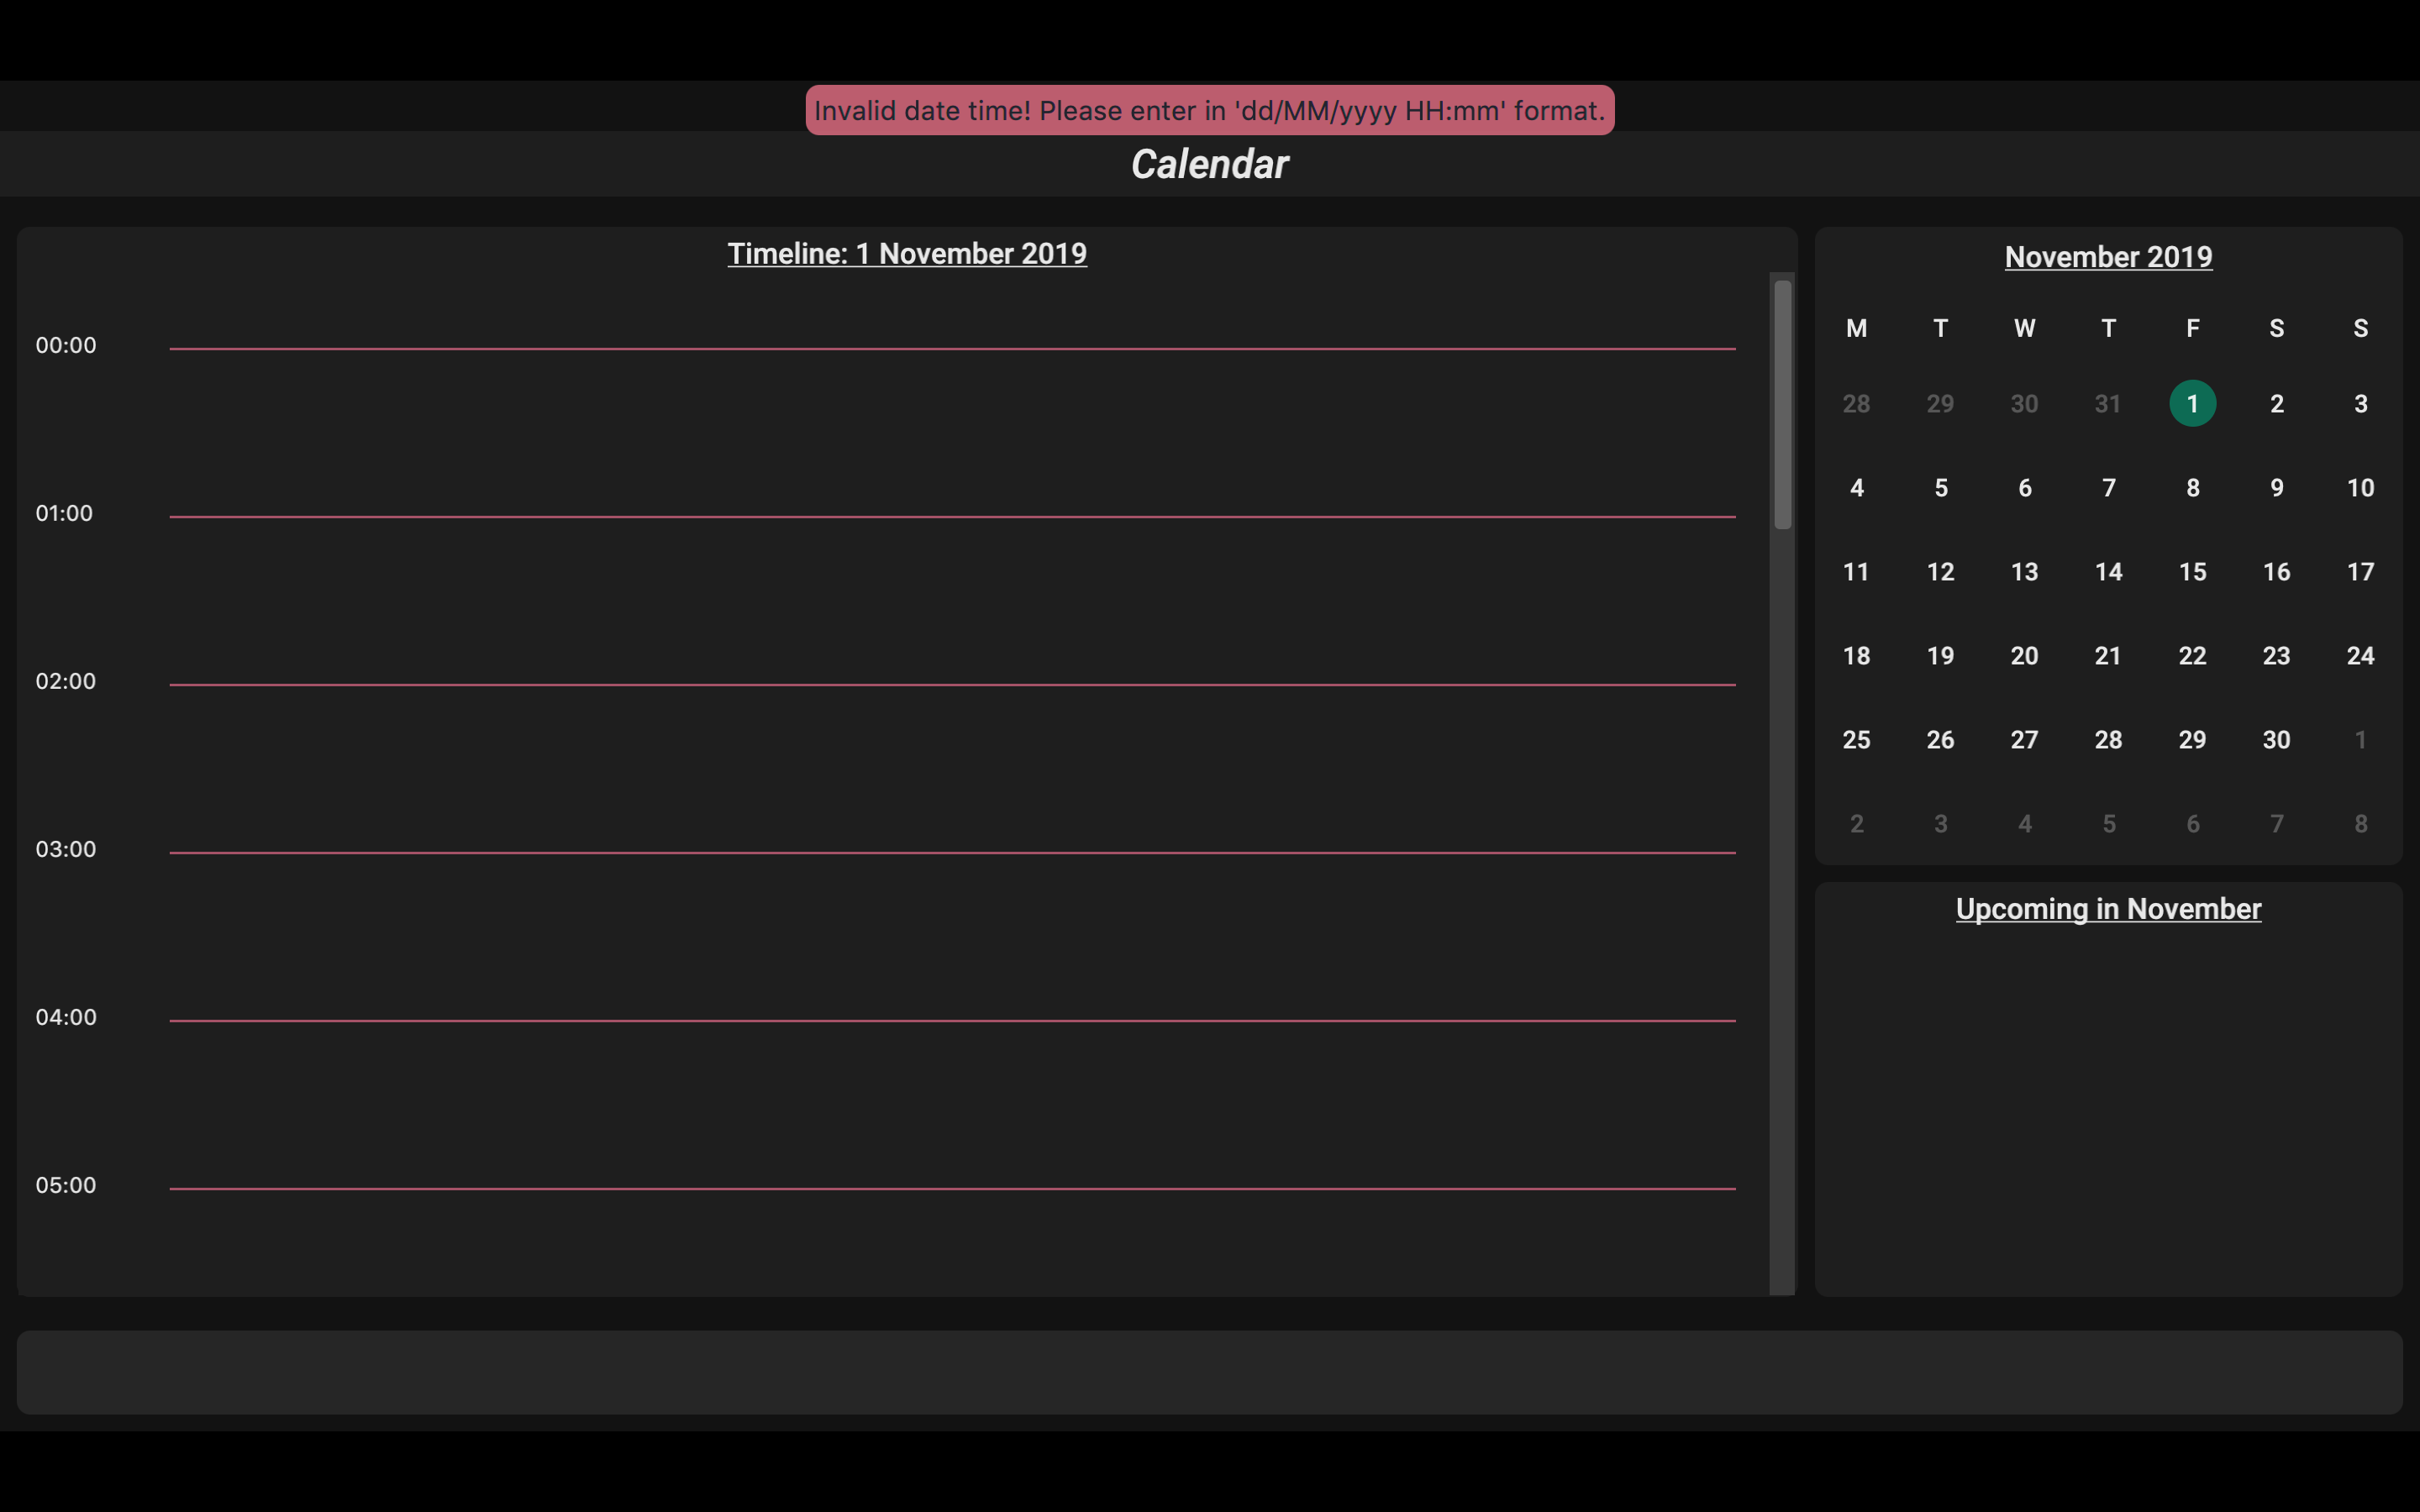 Invalid date time! Please enter in 'dd/MM/yyyy HH:mm' format.
Calendar
Timeline: 1 November 2019
00:00
01:00
02:00
03:00
04:00
05:00
November 2019
M T W T F S S
28 29 30 31 1 2 3
4 5 6 7 8 9 10
11 12 13 14 15 16 17
18 19 20 21 22 23 24
25 26 27 28 29 30 1
2 3 4 5 6 7 8
Upcoming in November